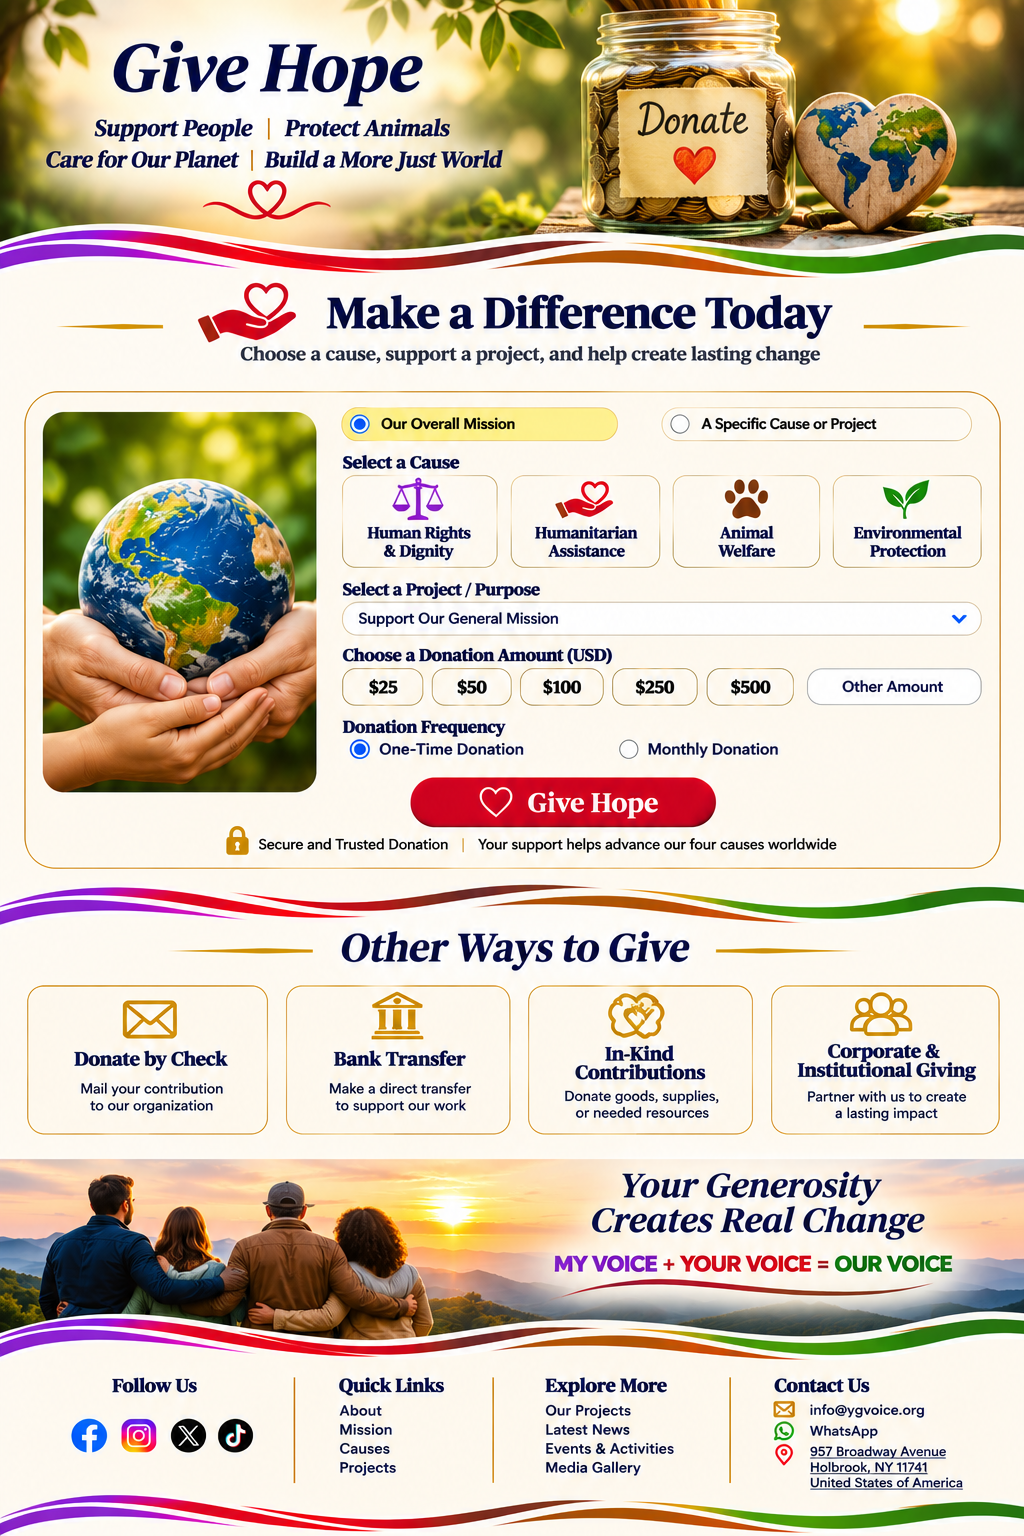 Give Hope
Support People | Protect Animals
Care for Our Planet | Build a More Just World
Donate
Make a Difference Today
Choose a cause, support a project, and help create lasting change
Our Overall Mission
A Specific Cause or Project
Select a Cause
Human Rights
& Dignity
Humanitarian
Assistance
Animal
Welfare
Environmental
Protection
Select a Project / Purpose
Support Our General Mission
Choose a Donation Amount (USD)
$25
$50
$100
$250
$500
Other Amount
Donation Frequency
One-Time Donation
Monthly Donation
Give Hope
Secure and Trusted Donation | Your support helps advance our four causes worldwide
Other Ways to Give
Donate by Check
Mail your contribution
to our organization
Bank Transfer
Make a direct transfer
to support our work
In-Kind
Contributions
Donate goods, supplies,
or needed resources
Corporate &
Institutional Giving
Partner with us to create
a lasting impact
Your Generosity
Creates Real Change
MY VOICE + YOUR VOICE = OUR VOICE
Follow Us
Quick Links
About
Mission
Causes
Projects
Explore More
Our Projects
Latest News
Events & Activities
Media Gallery
Contact Us
info@ygvoice.org
WhatsApp
957 Broadway Avenue
Holbrook, NY 11741
United States of America